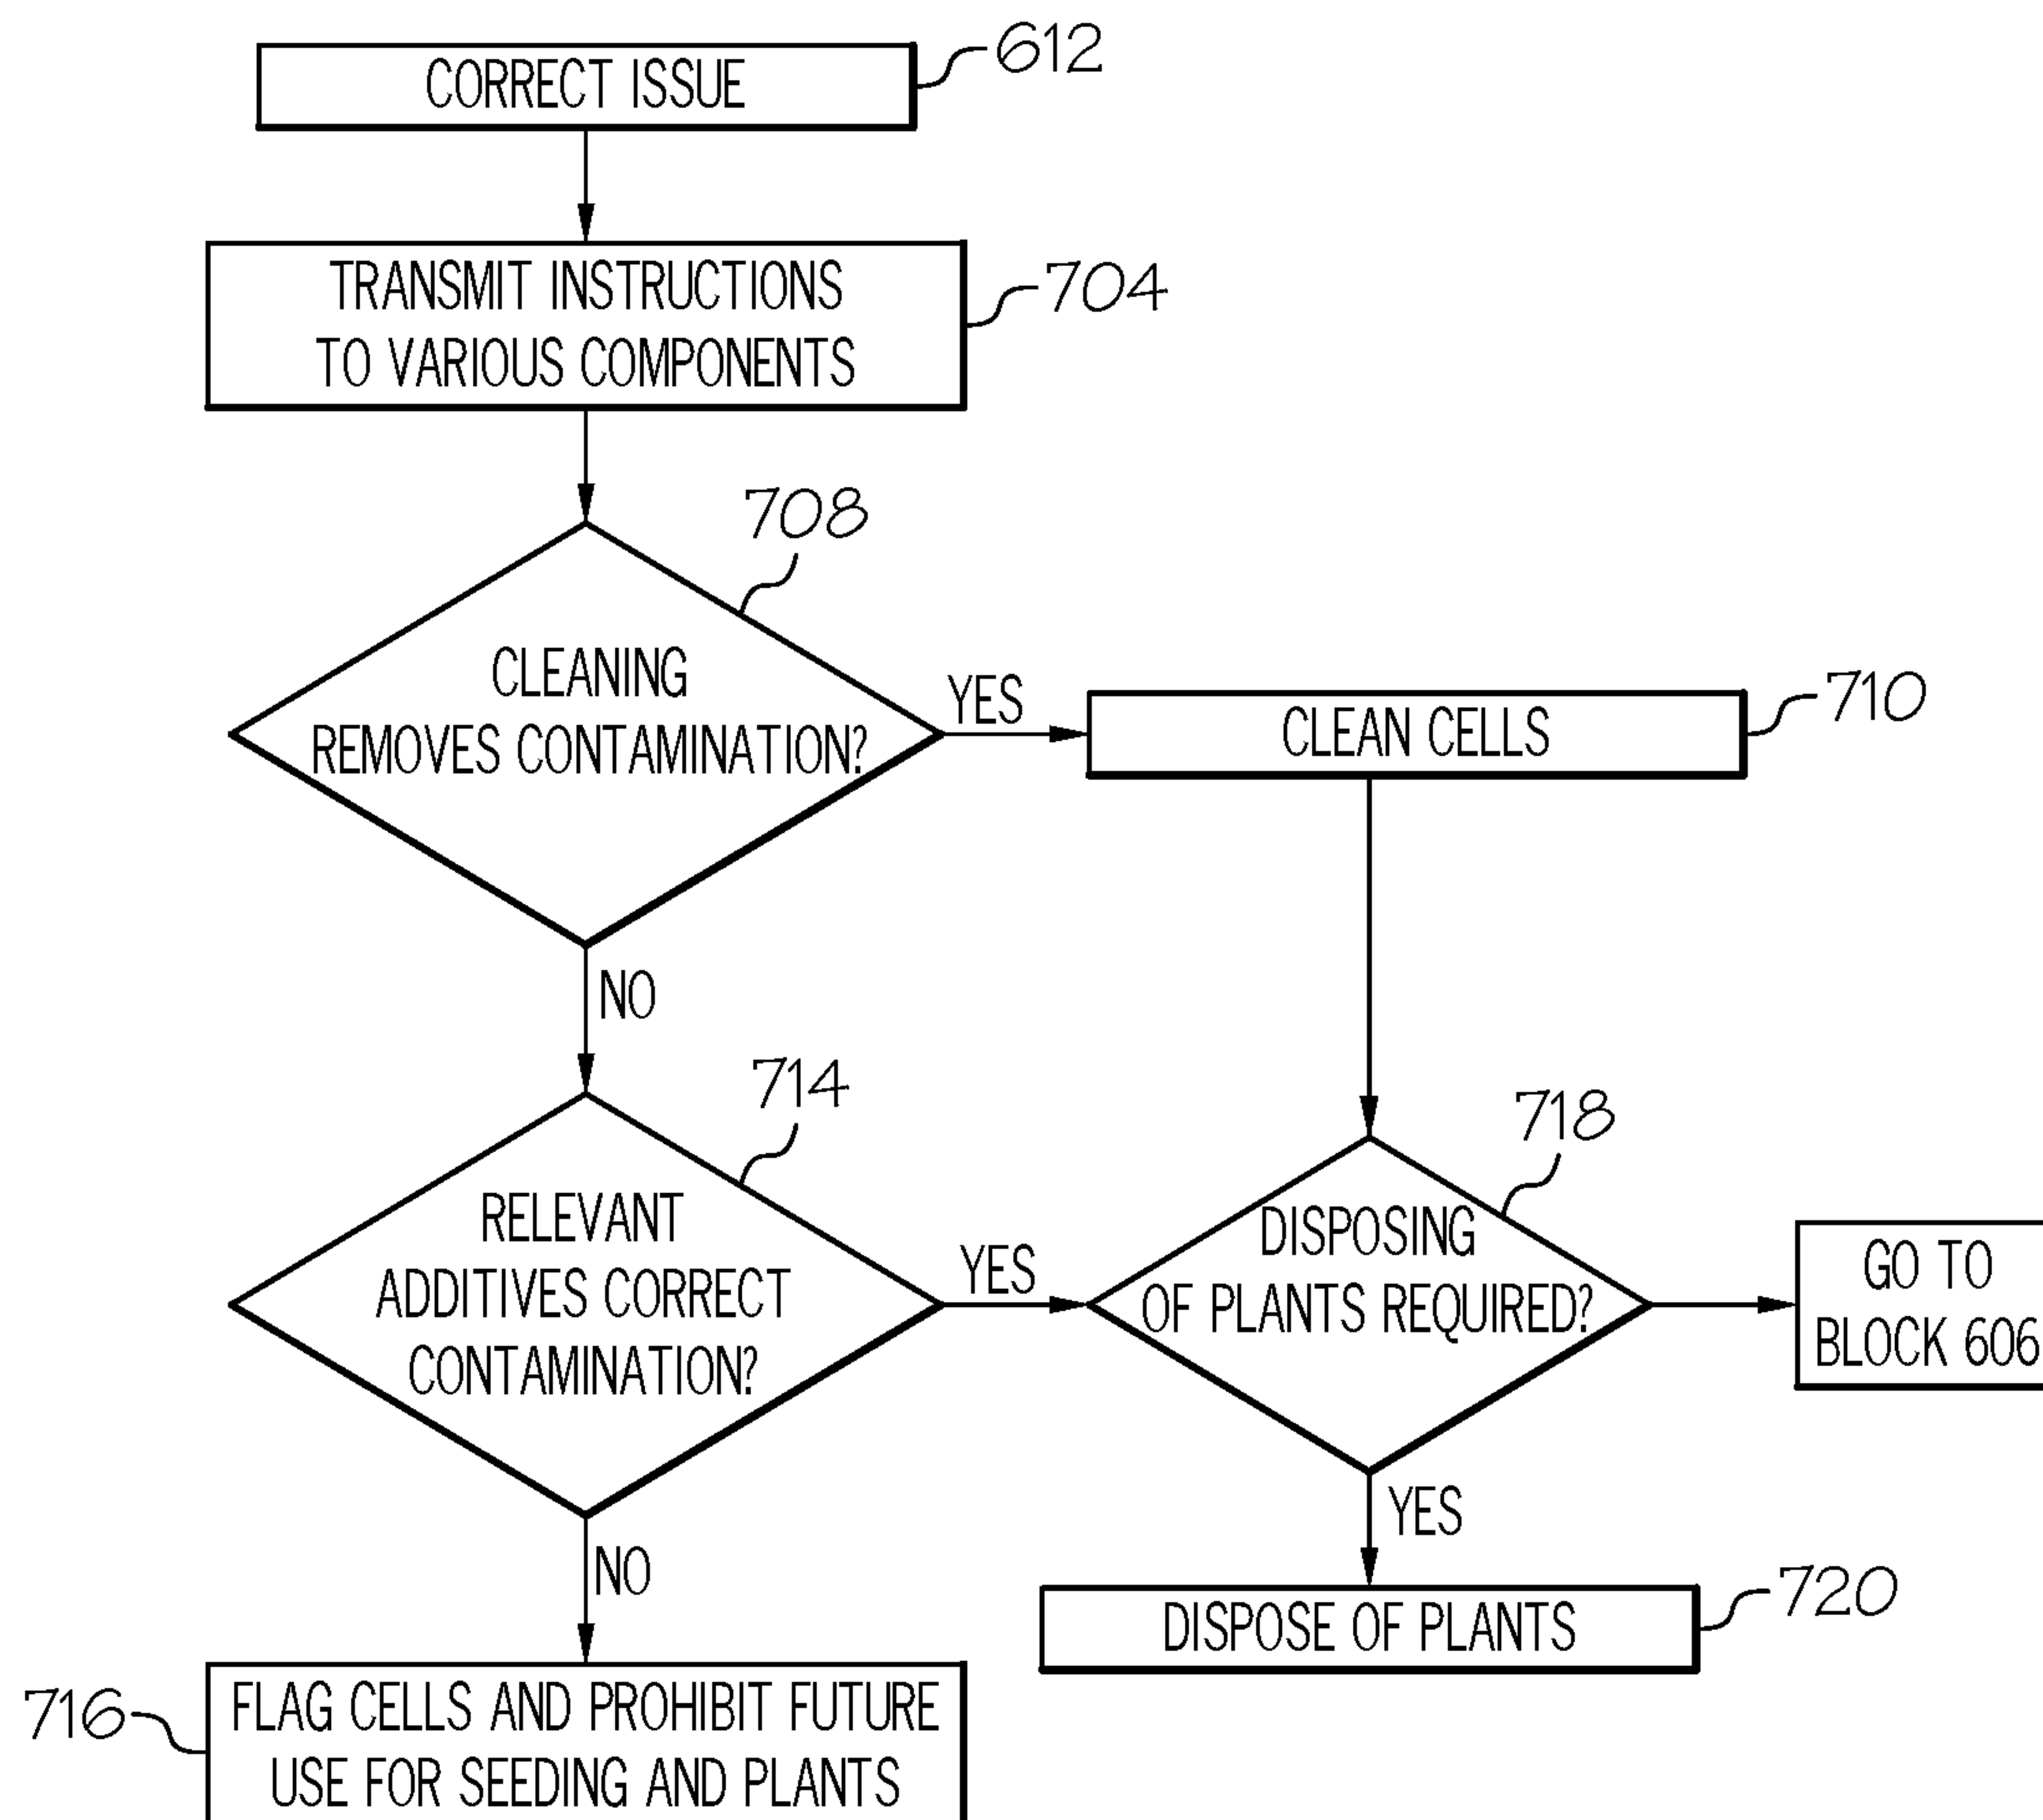 CORRECT ISSUE
612
TRANSMIT INSTRUCTIONS
TO VARIOUS COMPONENTS
704
708
CLEANING
REMOVES CONTAMINATION?
YES
CLEAN CELLS
710
NO
714
RELEVANT
ADDITIVES CORRECT
CONTAMINATION?
YES
718
DISPOSING
OF PLANTS REQUIRED?
GO TO
BLOCK 606
NO
YES
DISPOSE OF PLANTS
720
716
FLAG CELLS AND PROHIBIT FUTURE
USE FOR SEEDING AND PLANTS